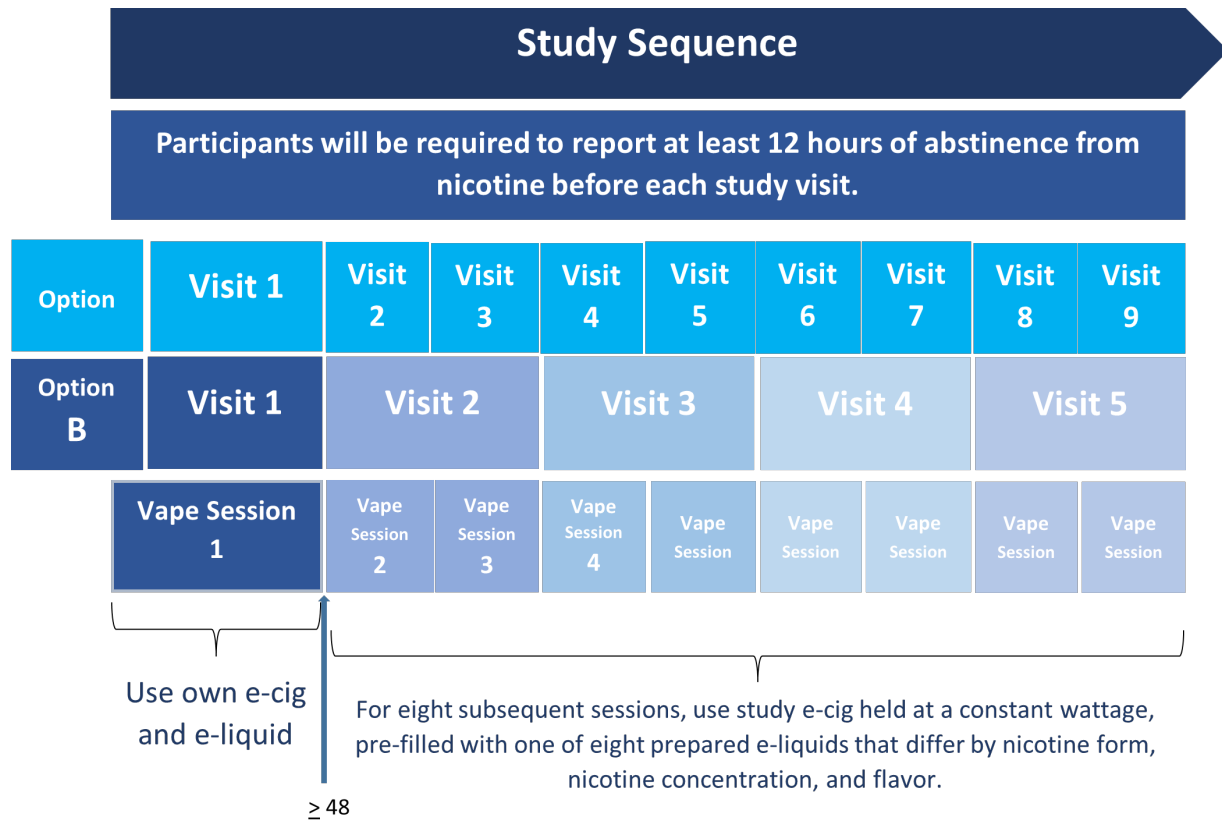 Study Sequence
Participants will be required to report at least 12 hours of abstinence from
nicotine before each study visit.
Option
Visit 1
Visit
2
Visit
3
Visit
4
Visit
5
Visit
6
Visit
7
Visit
8
Visit
9
Option
B
Visit 1
Visit 2
Visit 3
Visit 4
Visit 5
Vape Session
1
Vape
Session
2
Vape
Session
3
Vape
Session
4
Vape
Session
Vape
Session
Vape
Session
Vape
Session
Vape
Session
Use own e-cig
and e-liquid
For eight subsequent sessions, use study e-cig held at a constant wattage,
pre-filled with one of eight prepared e-liquids that differ by nicotine form,
nicotine concentration, and flavor.
≥ 48